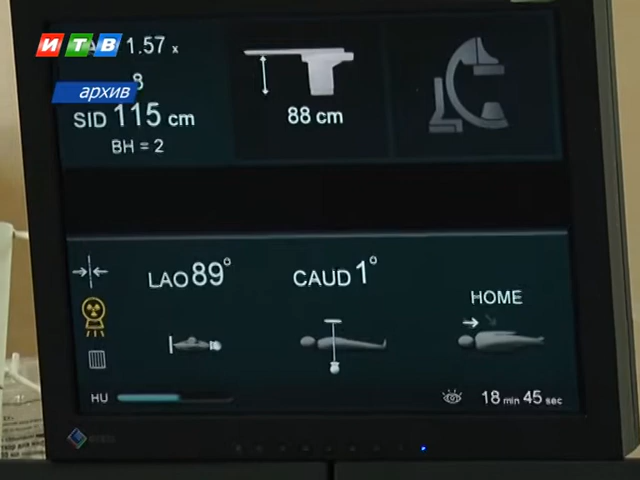 ИТВ
1.57 x
архив
8
SID 115 cm
BH = 2
88 cm
LAO 89°
CAUD 1°
HOME
HU
18 min 45 sec